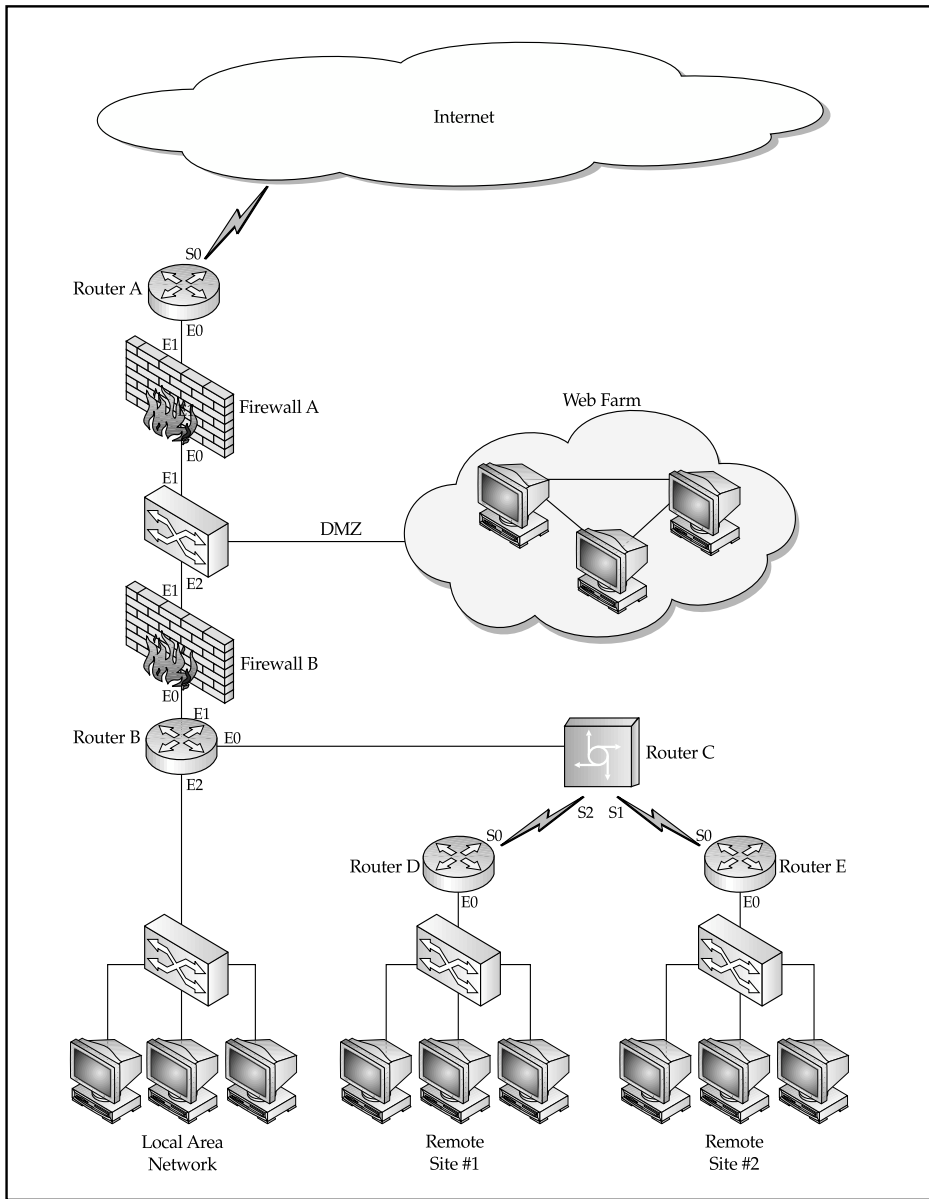 Internet
S0
Router A
E0
E1
Firewall A
E0
Web Farm
E1
DMZ
E2
E1
Firewall B
E0
E1
Router B
E0
Router C
E2
S2
S1
S0
S0
Router D
Router E
E0
E0
Local Area
Network
Remote
Site #1
Remote
Site #2